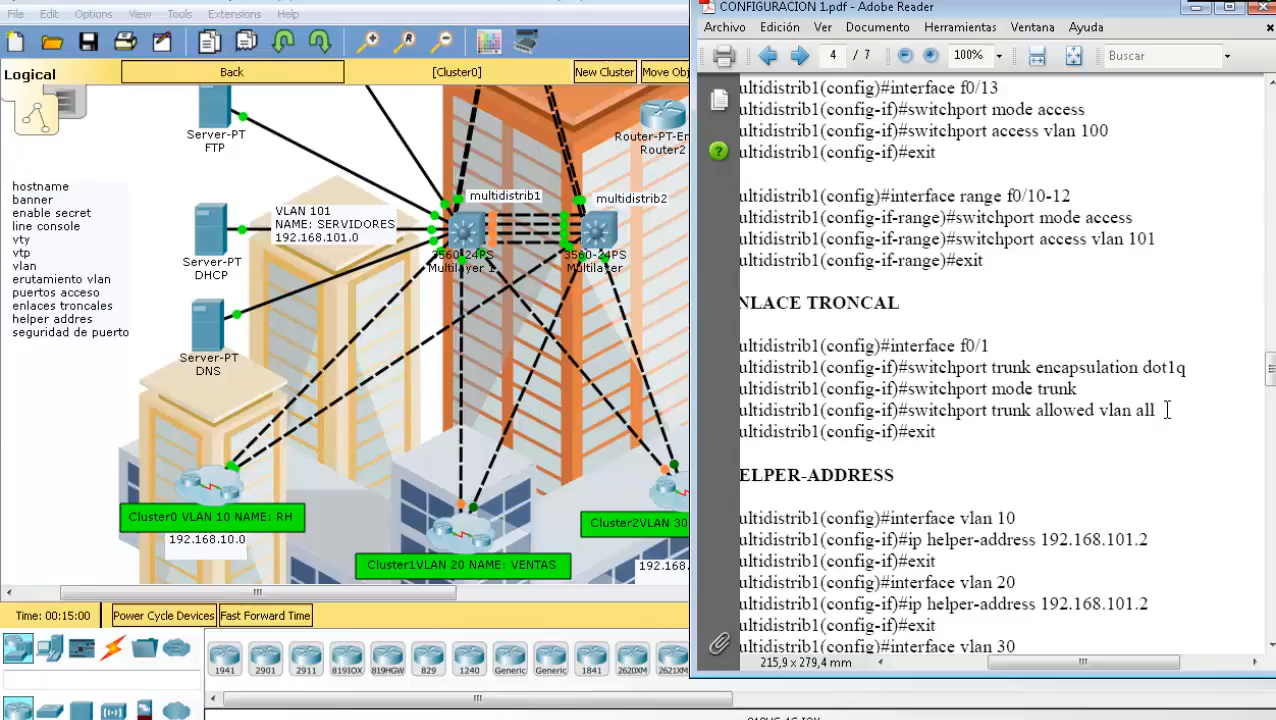 File Edit Options View Tools Extensions Help
Logical
Back
[Cluster0]
New Cluster
Move Obj
Server-PT
FTP
Router-PT-En
Router2
hostname
banner
enable secret
line console
vty
vtp
vlan
erutamiento vlan
puertos acceso
enlaces troncales
helper addres
seguridad de puerto
multidistrib1
multidistrib2
VLAN 101
NAME: SERVIDORES
192.168.101.0
Server-PT
DHCP
3560-24PS
Multilayer 1
3560-24PS
Multilayer
Server-PT
DNS
Cluster0 VLAN 10 NAME: RH
192.168.10.0
Cluster2VLAN 30
Cluster1VLAN 20 NAME: VENTAS
192.168.
Time: 00:15:00
Power Cycle Devices
Fast Forward Time
1941 2901 2911 819IOX 819HGW 829 1240 Generic Generic 1841 2620XM 2621XM
CONFIGURACION 1.pdf - Adobe Reader
Archivo Edición Ver Documento Herramientas Ventana Ayuda
4 / 7
100%
Buscar
ultidistrib1(config)#interface f0/13
ultidistrib1(config-if)#switchport mode access
ultidistrib1(config-if)#switchport access vlan 100
ultidistrib1(config-if)#exit
ultidistrib1(config)#interface range f0/10-12
ultidistrib1(config-if-range)#switchport mode access
ultidistrib1(config-if-range)#switchport access vlan 101
ultidistrib1(config-if-range)#exit
NLACE TRONCAL
ultidistrib1(config)#interface f0/1
ultidistrib1(config-if)#switchport trunk encapsulation dot1q
ultidistrib1(config-if)#switchport mode trunk
ultidistrib1(config-if)#switchport trunk allowed vlan all
ultidistrib1(config-if)#exit
ELPER-ADDRESS
ultidistrib1(config)#interface vlan 10
ultidistrib1(config-if)#ip helper-address 192.168.101.2
ultidistrib1(config-if)#exit
ultidistrib1(config-if)#interface vlan 20
ultidistrib1(config-if)#ip helper-address 192.168.101.2
ultidistrib1(config-if)#exit
ultidistrib1(config-if)#interface vlan 30
215,9 x 279,4 mm